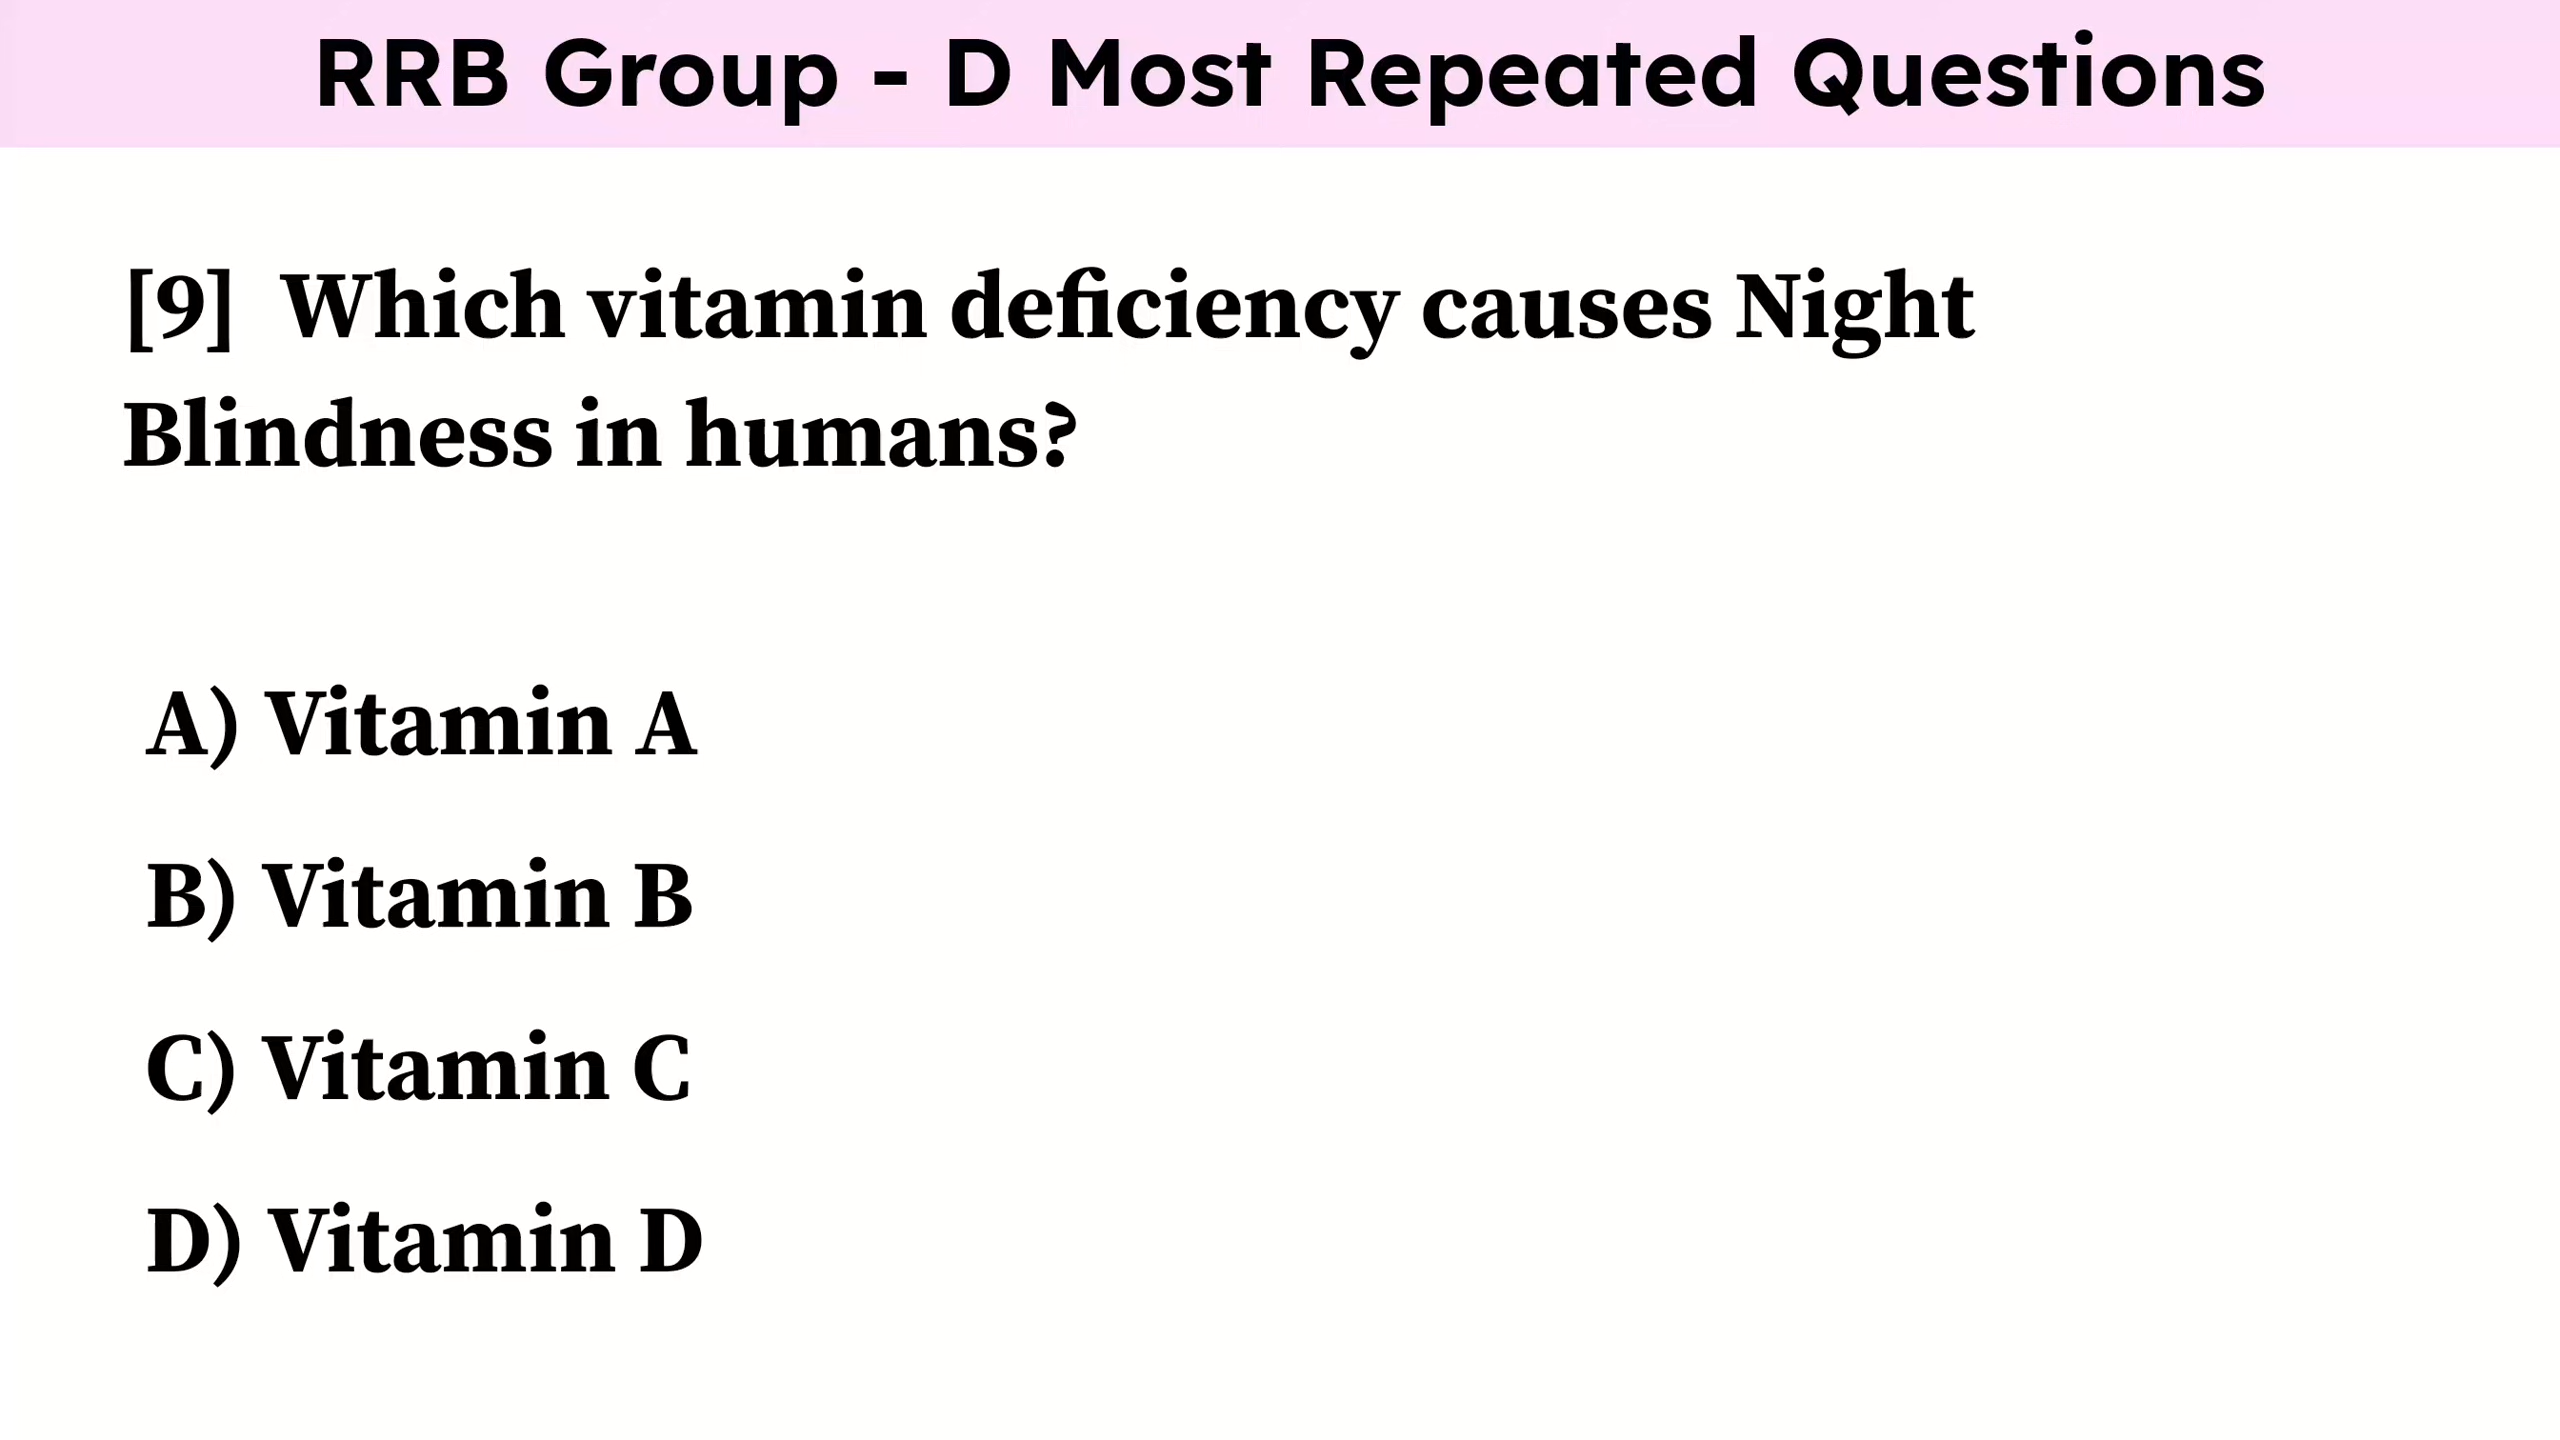 RRB Group - D Most Repeated Questions
[9] Which vitamin deficiency causes Night
Blindness in humans?
A) Vitamin A
B) Vitamin B
C) Vitamin C
D) Vitamin D